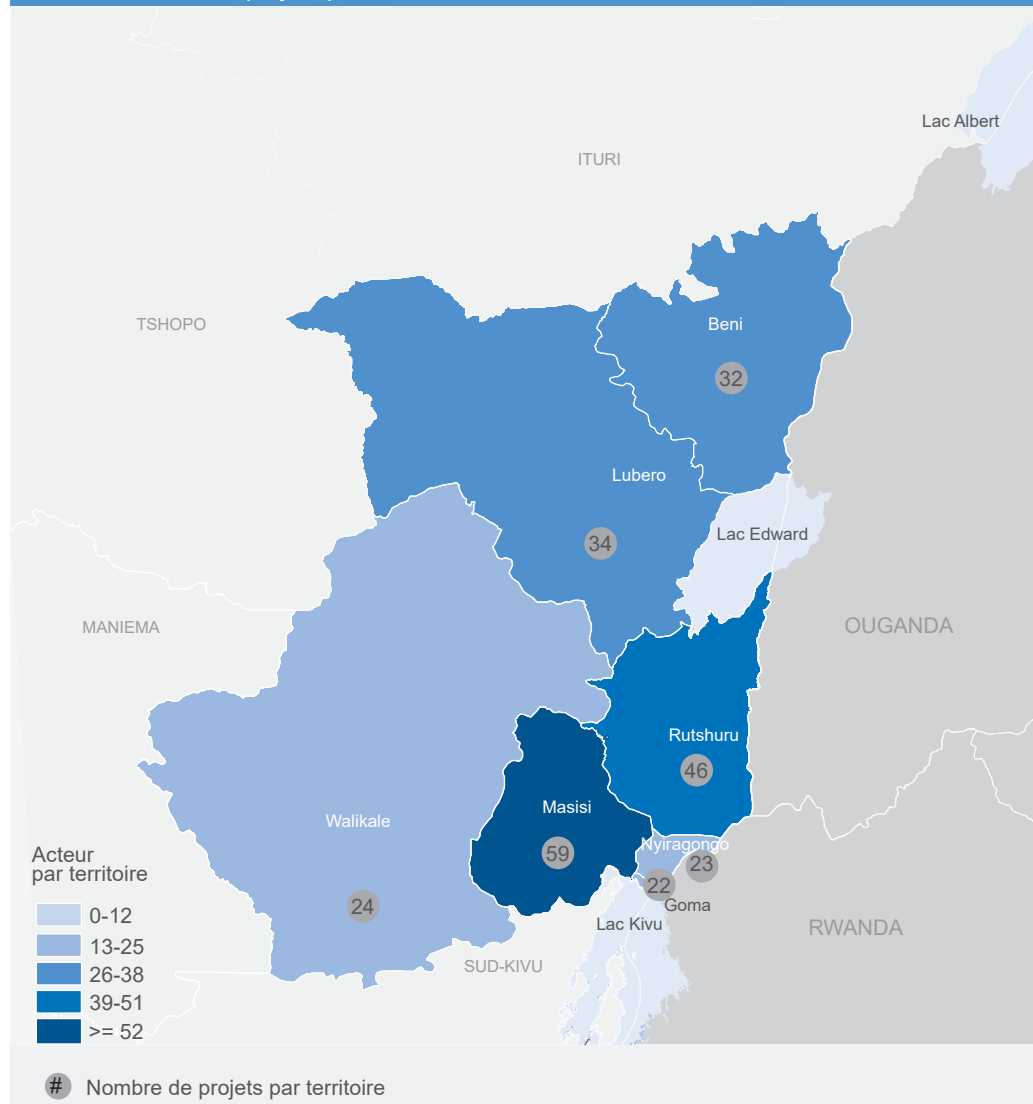 Lac Albert
ITURI
TSHOPO
Beni
32
Lubero
34
Lac Edward
MANIEMA
OUGANDA
Rutshuru
46
Masisi
59
Walikale
24
Nyiragongo
23
22
Goma
Lac Kivu
RWANDA
SUD-KIVU
Acteur
par territoire
0-12
13-25
26-38
39-51
>= 52
# Nombre de projets par territoire